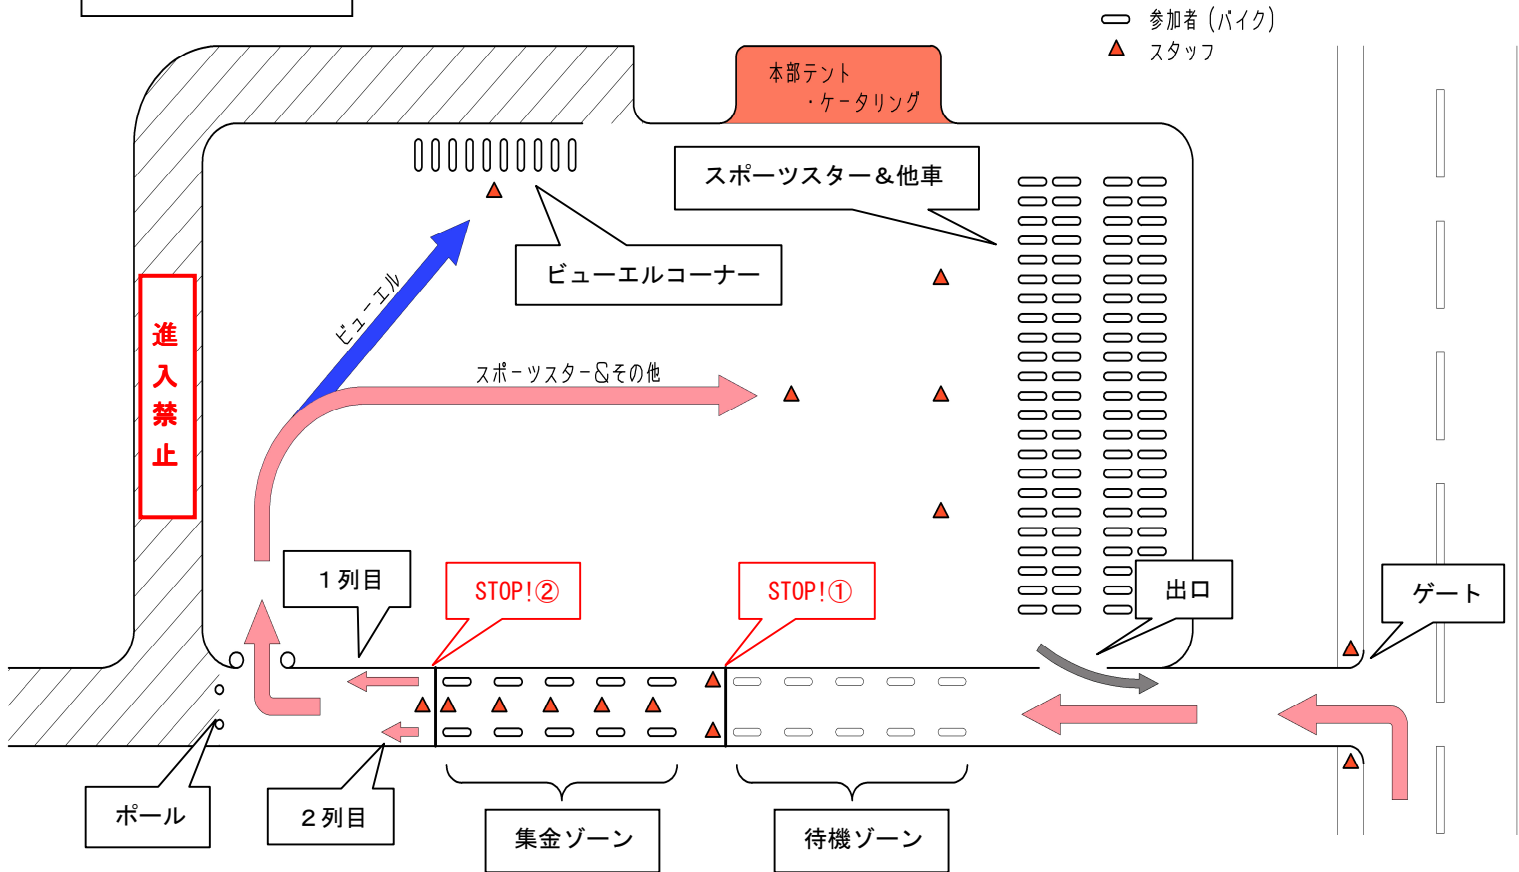 参加者(バイク)
スタッフ
本部テント
・ケータリング
スポーツスター＆他車
ビューエルコーナー
ビューエル
進入禁止
スポーツスター&その他
１列目
STOP!②
STOP!①
出口
ゲート
ポール
２列目
集金ゾーン
待機ゾーン